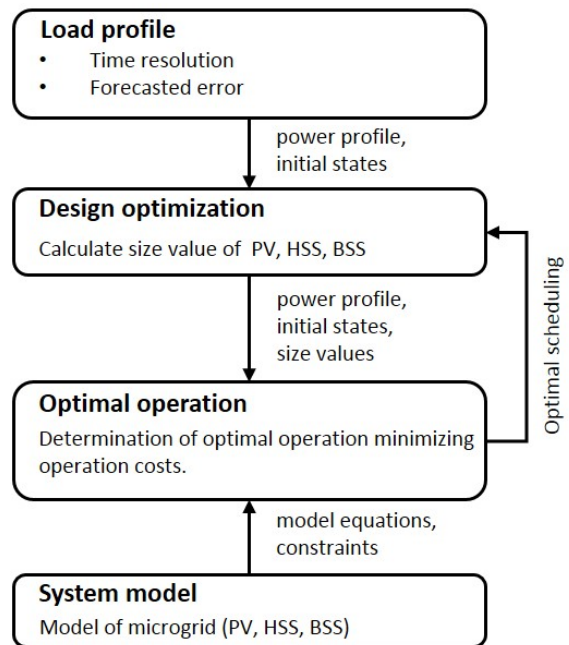 Load profile
• Time resolution
• Forecasted error
power profile,
initial states
Design optimization
Calculate size value of PV, HSS, BSS
power profile,
initial states,
size values
Optimal scheduling
Optimal operation
Determination of optimal operation minimizing
operation costs.
model equations,
constraints
System model
Model of microgrid (PV, HSS, BSS)